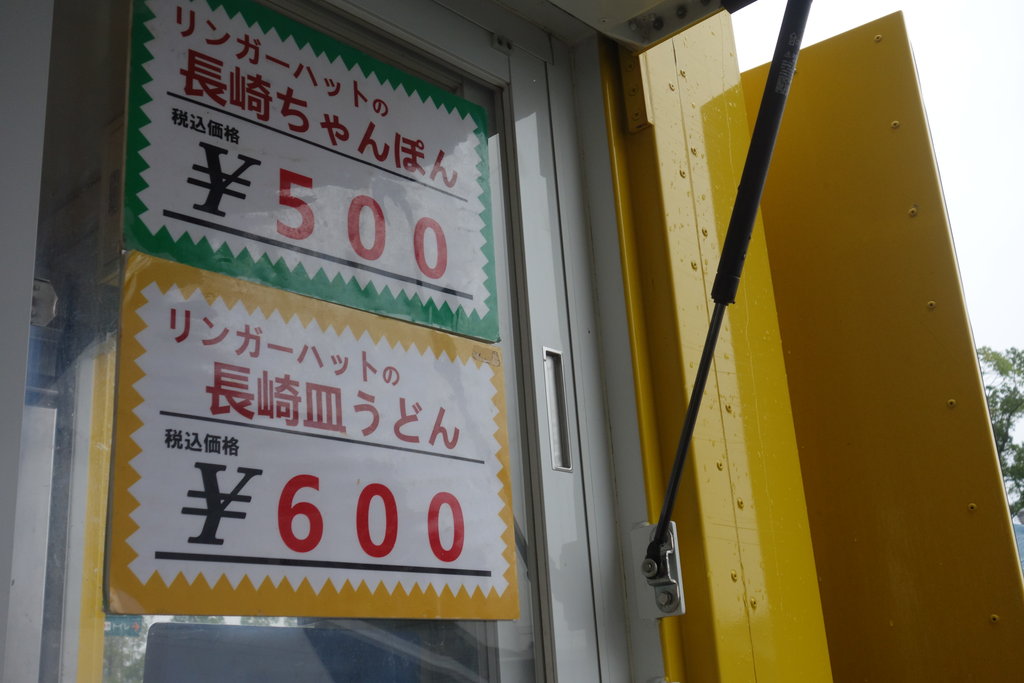 リンガーハットの
長崎ちゃんぽん
税込価格
¥500
リンガーハットの
長崎皿うどん
税込価格
¥600